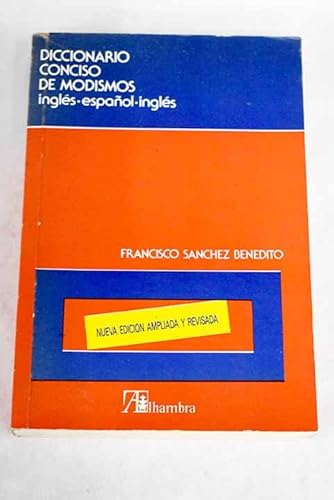 DICCIONARIO
CONCISO
DE MODISMOS
inglés•español•inglés
FRANCISCO SANCHEZ BENEDITO
NUEVA EDICION AMPLIADA Y REVISADA
Alhambra